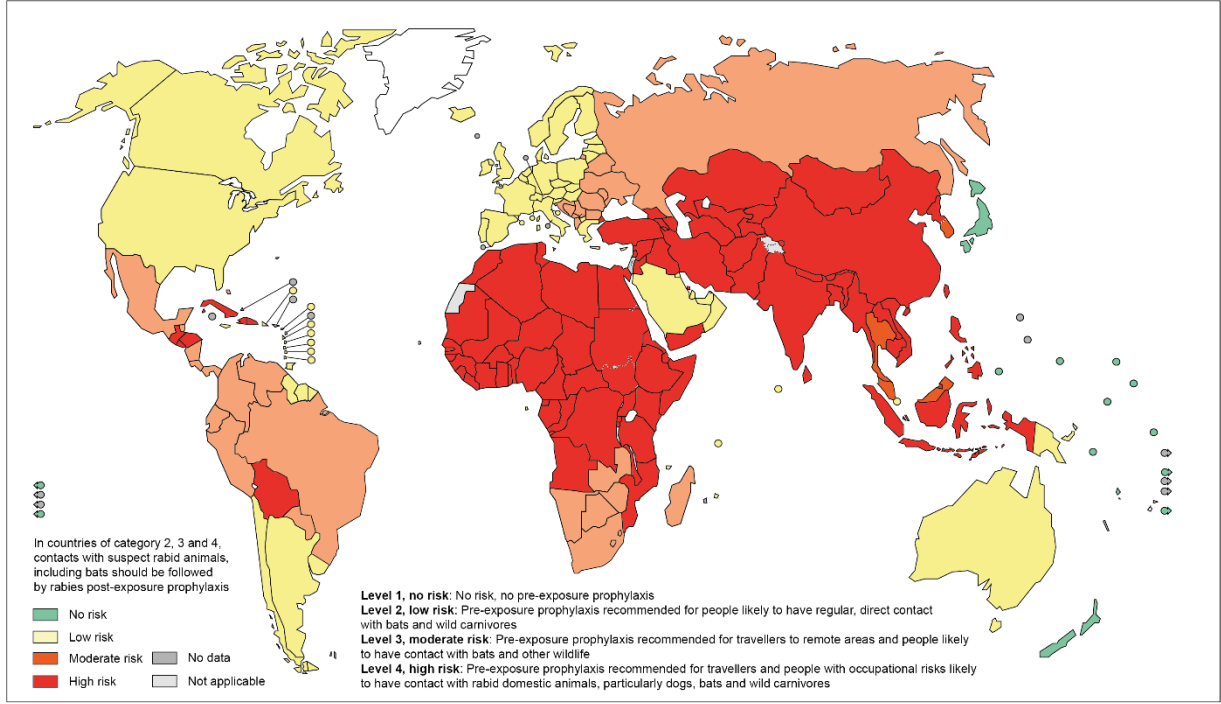 In countries of category 2, 3 and 4,
contacts with suspect rabid animals,
including bats should be followed
by rabies post-exposure prophylaxis
No risk
Low risk
Moderate risk
High risk
No data
Not applicable
Level 1, no risk: No risk, no pre-exposure prophylaxis
Level 2, low risk: Pre-exposure prophylaxis recommended for people likely to have regular, direct contact
with bats and wild carnivores
Level 3, moderate risk: Pre-exposure prophylaxis recommended for travellers to remote areas and people likely
to have contact with bats and other wildlife
Level 4, high risk: Pre-exposure prophylaxis recommended for travellers and people with occupational risks likely
to have contact with rabid domestic animals, particularly dogs, bats and wild carnivores